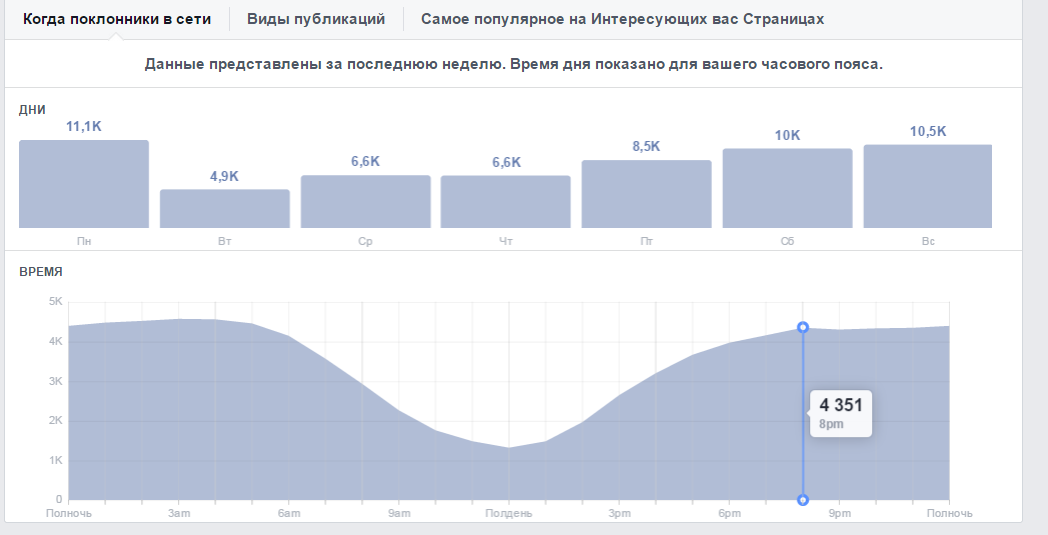 Когда поклонники в сети Виды публикаций Самое популярное на Интересующих вас Страницах
Данные представлены за последнюю неделю. Время дня показано для вашего часового пояса.
ДНИ
11,1K 4,9K 6,6K 6,6K 8,5K 10K 10,5K
Пн Вт Ср Чт Пт Сб Вс
ВРЕМЯ
5K
4K
3K
2K
1K
0
4 351
8pm
Полночь 3am 6am 9am Полдень 3pm 6pm 9pm Полночь